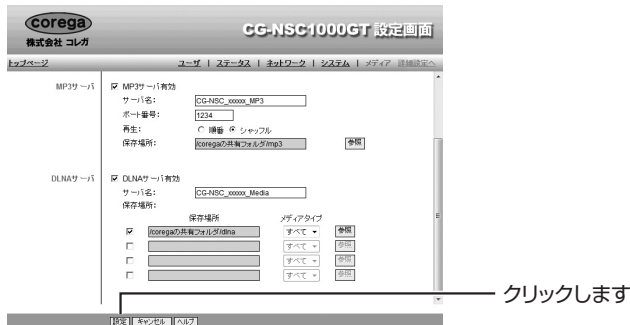 corega
株式会社 コレガ
CG-NSC1000GT 設定画面
トップページ
ユーザ | ステータス | ネットワーク | システム | メディア 詳細設定へ
MP3サーバ
MP3サーバ有効
サーバ名: CG-NSC_xxxxxx_MP3
ポート番号: 1234
再生: 順番 シャッフル
保存場所: /coregaの共有フォルダ/mp3 参照
DLNAサーバ
DLNAサーバ有効
サーバ名: CG-NSC_xxxxxx_Media
保存場所:
保存場所 メディアタイプ
/coregaの共有フォルダ/dlna すべて 参照
すべて 参照
すべて 参照
すべて 参照
クリックします
設定 キャンセル ヘルプ